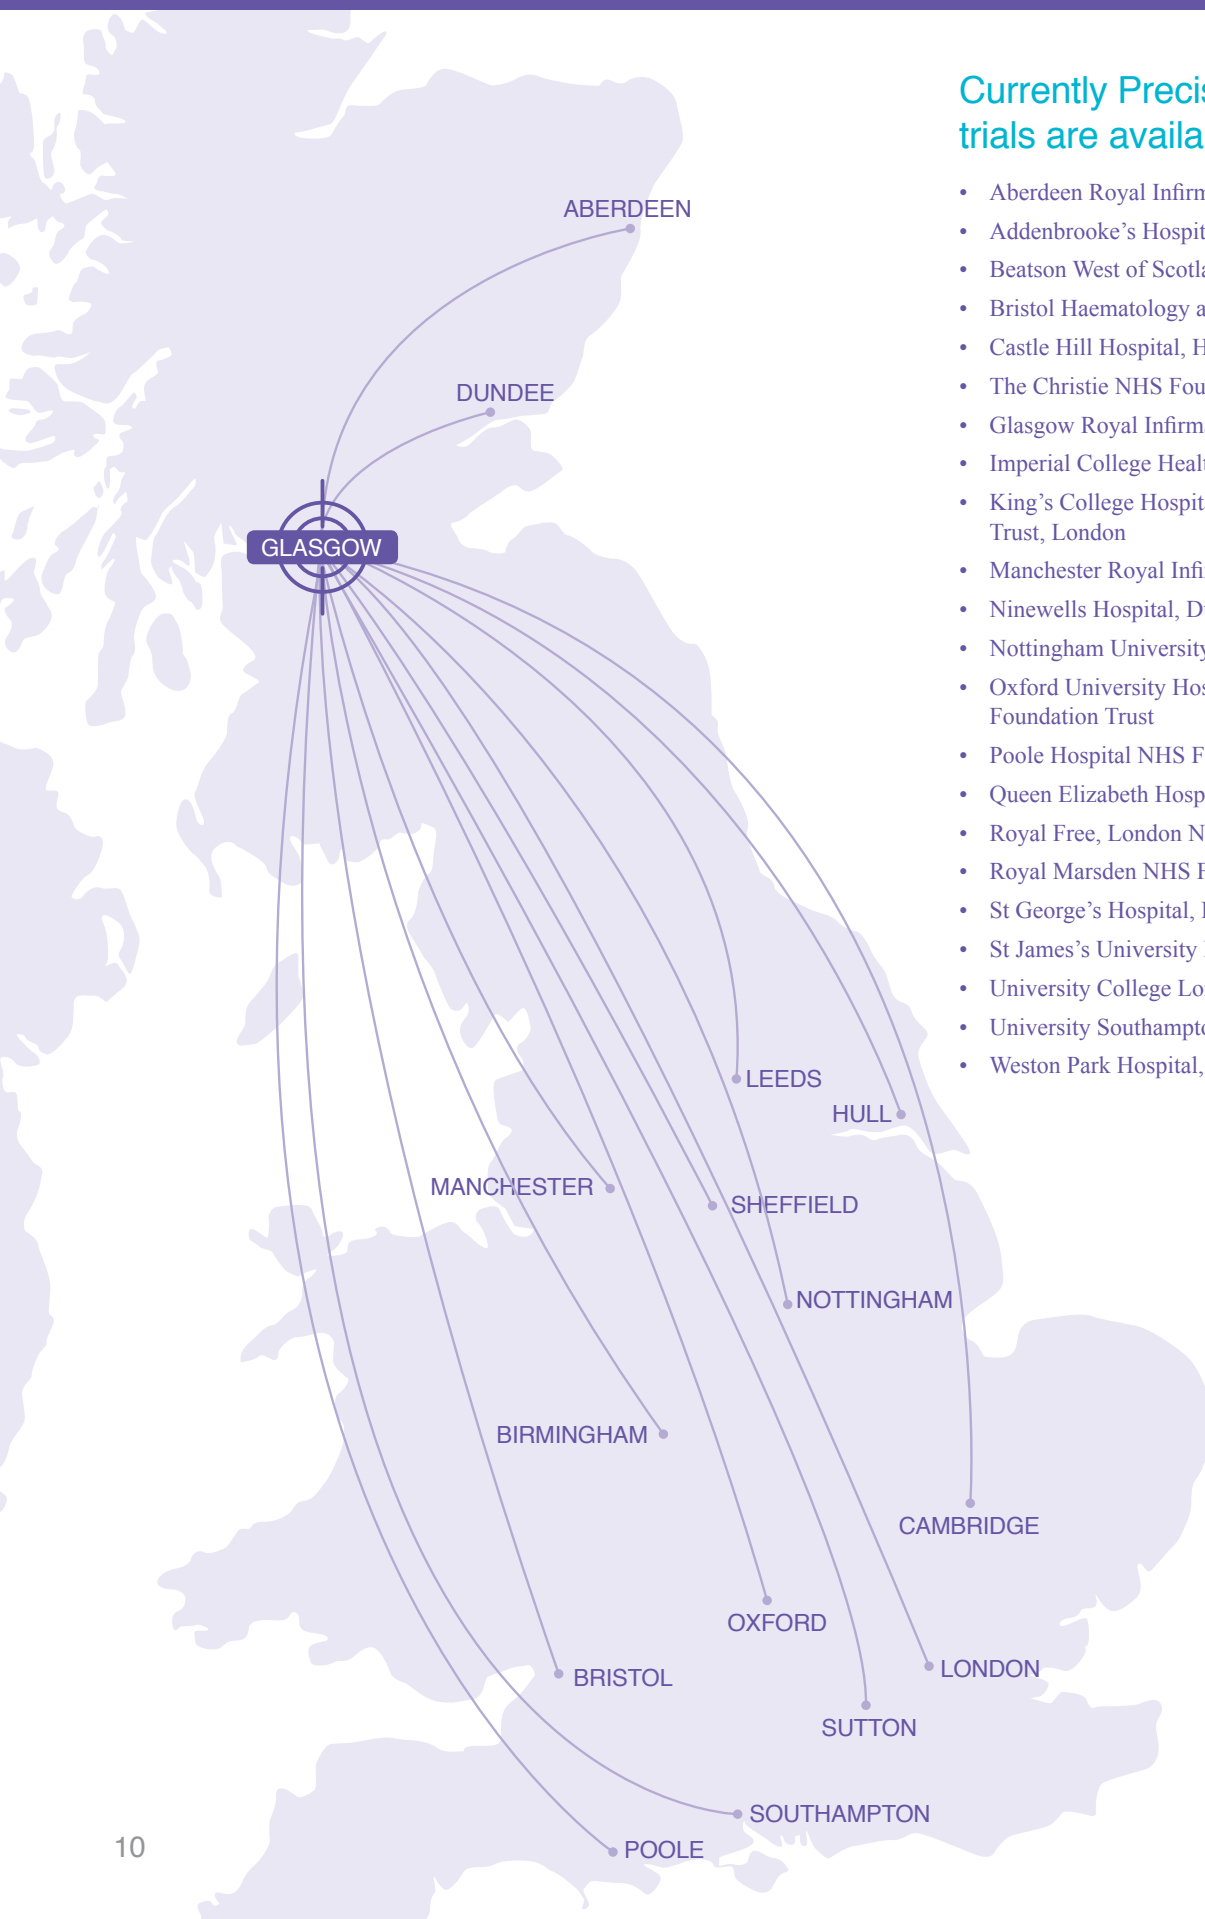 Currently Preci
trials are availa
• Aberdeen Royal Infirm
• Addenbrooke’s Hospit
• Beatson West of Scotla
• Bristol Haematology a
• Castle Hill Hospital, H
• The Christie NHS Fou
• Glasgow Royal Infirm
• Imperial College Healt
• King’s College Hospit
Trust, London
• Manchester Royal Infi
• Ninewells Hospital, D
• Nottingham University
• Oxford University Hos
Foundation Trust
• Poole Hospital NHS F
• Queen Elizabeth Hosp
• Royal Free, London N
• Royal Marsden NHS F
• St George’s Hospital,
• St James’s University
• University College Lo
• University Southampt
• Weston Park Hospital,
ABERDEEN
DUNDEE
GLASGOW
LEEDS
HULL
MANCHESTER
SHEFFIELD
NOTTINGHAM
BIRMINGHAM
CAMBRIDGE
OXFORD
LONDON
BRISTOL
SUTTON
SOUTHAMPTON
POOLE
10